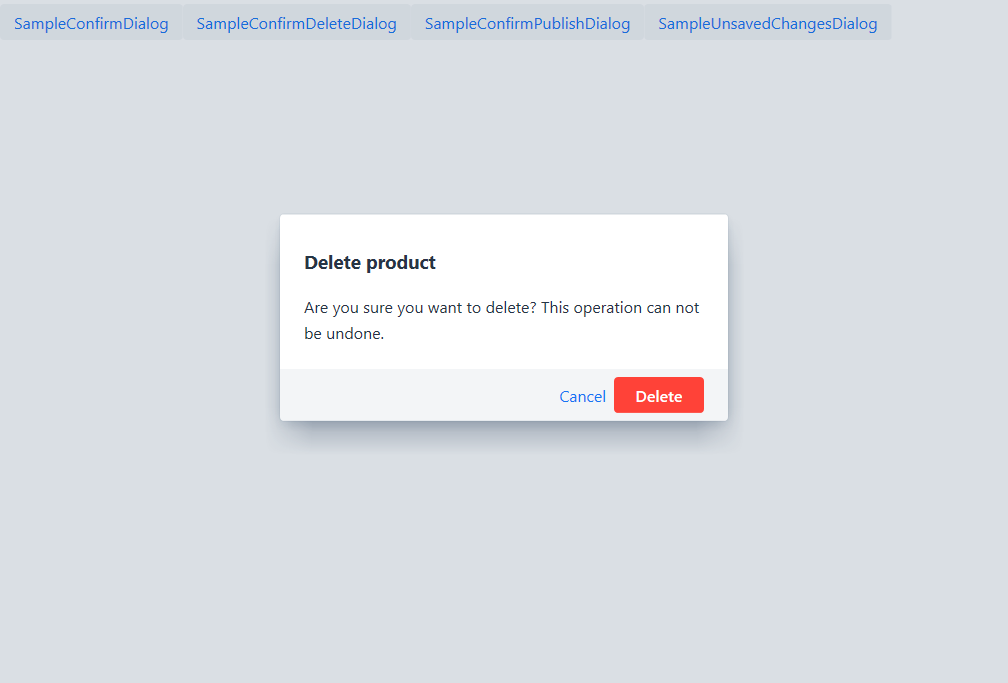 SampleConfirmDialog SampleConfirmDeleteDialog SampleConfirmPublishDialog SampleUnsavedChangesDialog
Delete product
Are you sure you want to delete? This operation can not
be undone.
Cancel Delete